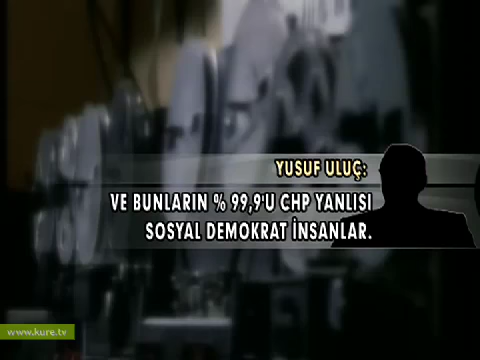 YUSUF ULUÇ:
VE BUNLARIN % 99,9'U CHP YANLISI
SOSYAL DEMOKRAT İNSANLAR.
www.kure.tv